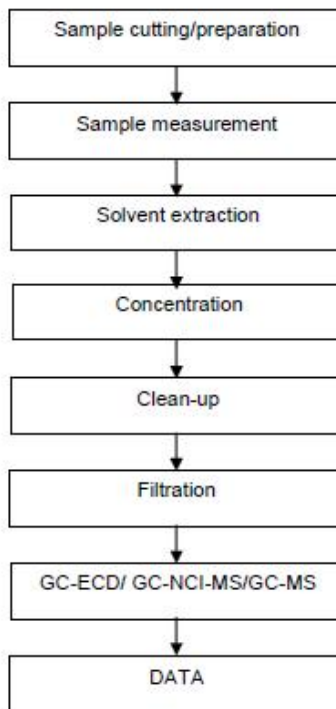 Sample cutting/preparation
Sample measurement
Solvent extraction
Concentration
Clean-up
Filtration
GC-ECD/ GC-NCI-MS/GC-MS
DATA